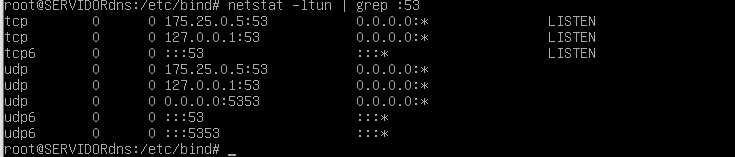 root@SERVIDORdns:/etc/bind# netstat -ltun | grep :53
tcp 0 0 175.25.0.5:53 0.0.0.0:* LISTEN
tcp 0 0 127.0.0.1:53 0.0.0.0:* LISTEN
tcp6 0 0 :::53 :::* LISTEN
udp 0 0 175.25.0.5:53 0.0.0.0:*
udp 0 0 127.0.0.1:53 0.0.0.0:*
udp 0 0 0.0.0.0:5353 0.0.0.0:*
udp6 0 0 :::53 :::*
udp6 0 0 :::5353 :::*
root@SERVIDORdns:/etc/bind# _